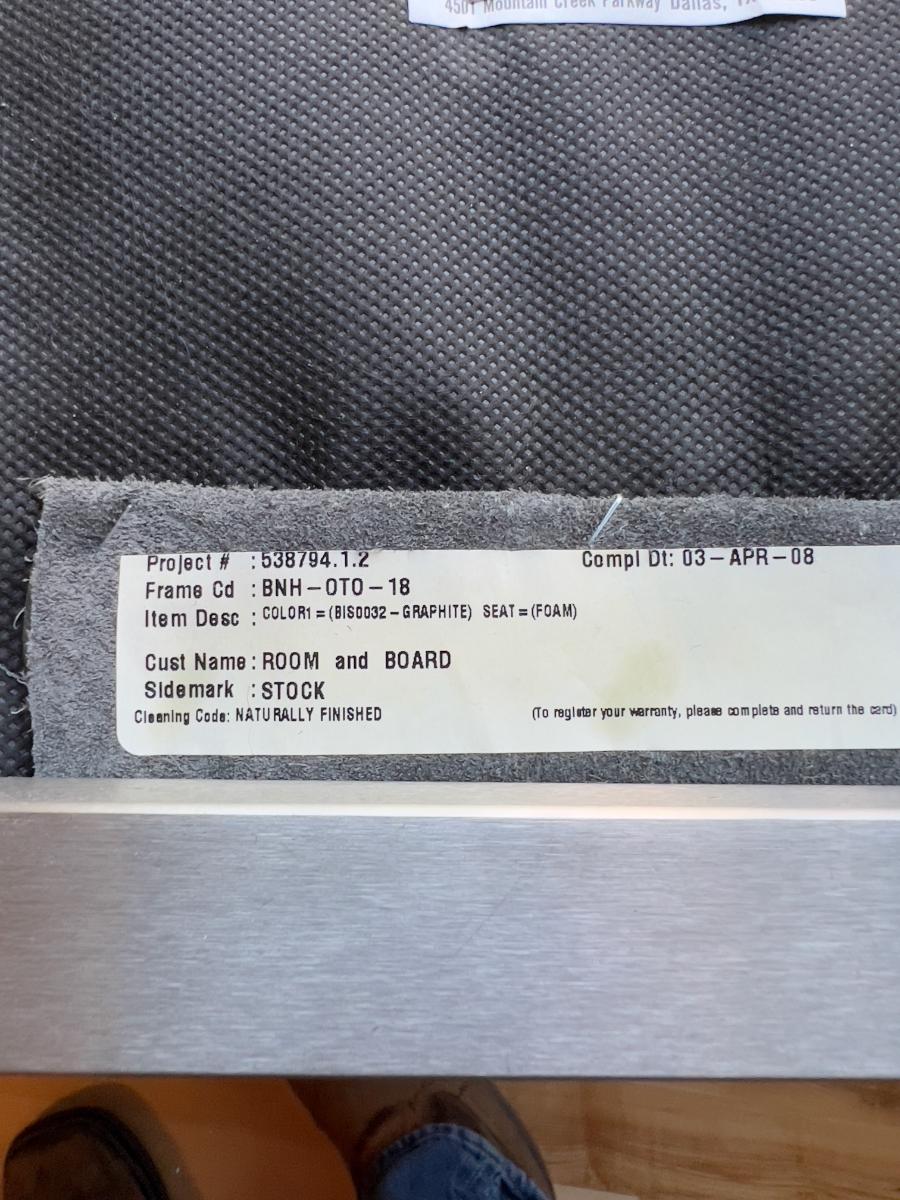 4501 Mountain Creek Parkway Dallas,
Project # : 538794.1.2 Compl Dt: 03-APR-08
Frame Cd : BNH-OTO-18
Item Desc : COLOR1=(BIS0032-GRAPHITE) SEAT=(FOAM)
Cust Name: ROOM and BOARD
Sidemark : STOCK
Cleaning Code: NATURALLY FINISHED (To register your warranty, please complete and return the card)